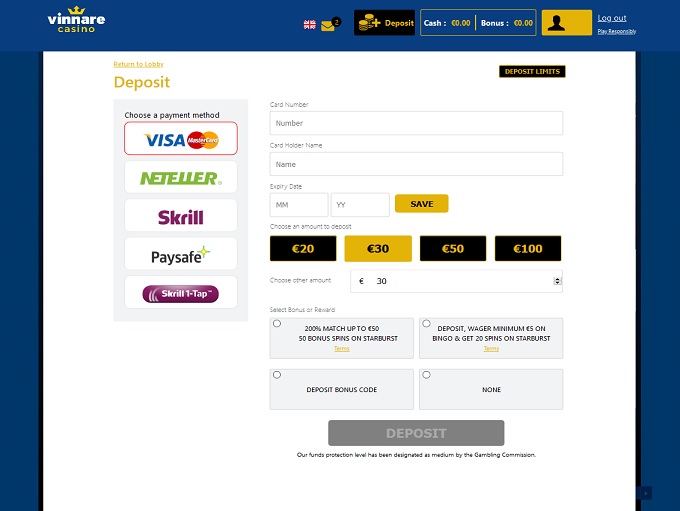 vinnare
casino
2
Deposit
Cash : €0.00
Bonus : €0.00
Log out
Play Responsibly
Return to Lobby
Deposit
DEPOSIT LIMITS
Choose a payment method
VISA MasterCard
NETELLER®
Skrill
Paysafe
Skrill 1-Tap™
Card Number
Number
Card Holder Name
Name
Expiry Date
MM
YY
SAVE
Choose an amount to deposit
€20
€30
€50
€100
Choose other amount
€ 30
Select Bonus or Reward
200% MATCH UP TO €50
50 BONUS SPINS ON STARBURST
Terms
DEPOSIT, WAGER MINIMUM €5 ON
BINGO & GET 20 SPINS ON STARBURST
Terms
DEPOSIT BONUS CODE
NONE
DEPOSIT
Our funds protection level has been designated as medium by the Gambling Commission.